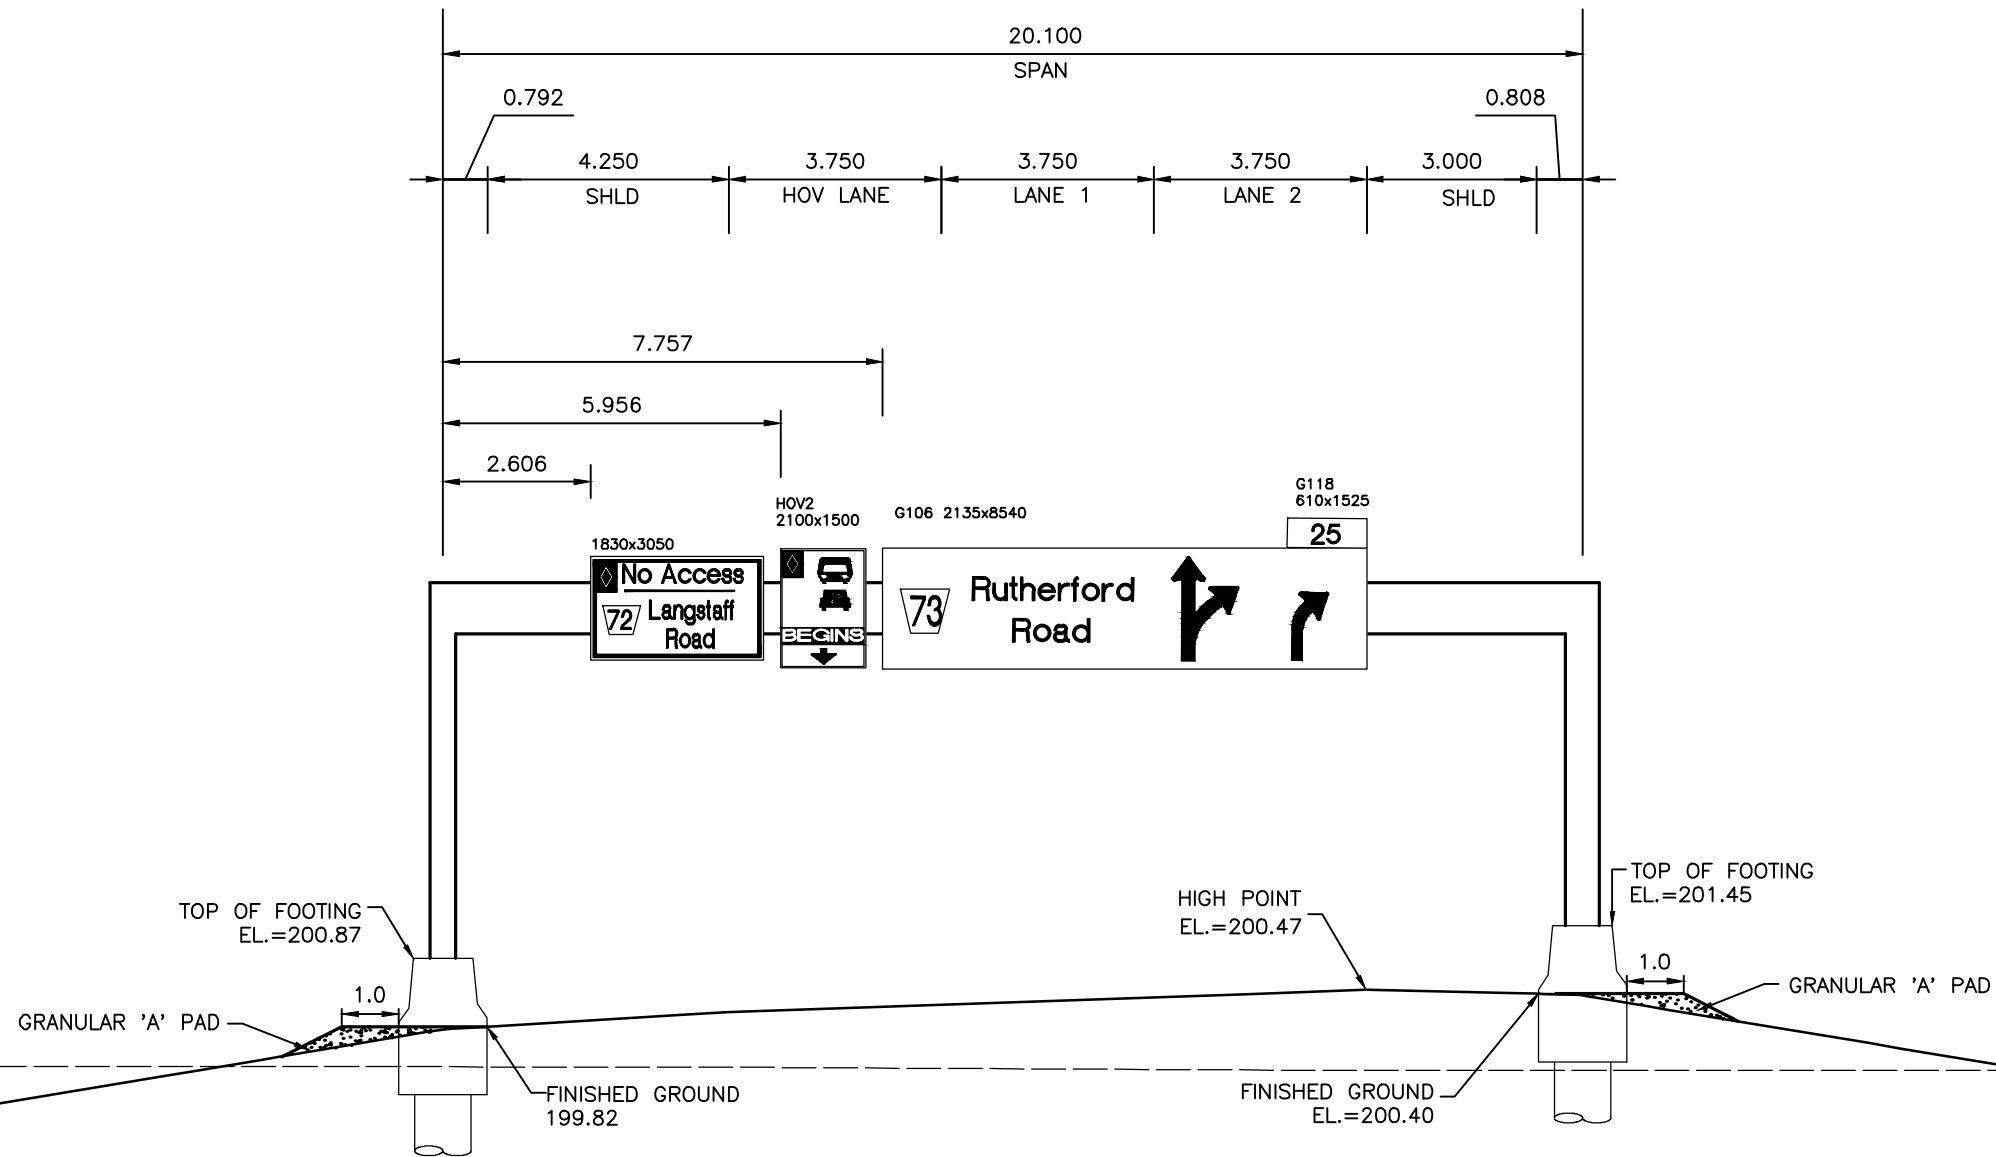 20.100
SPAN
0.792
0.808
4.250
3.750
3.750
3.750
3.000
SHLD
HOV LANE
LANE 1
LANE 2
SHLD
7.757
5.956
2.606
G118
610x1525
HOV2
2100x1500
G106 2135x8540
1830x3050
25
No Access
72
Langstaff
Road
BEGINS
73
Rutherford
Road
TOP OF FOOTING
EL.=201.45
HIGH POINT
EL.=200.47
TOP OF FOOTING
EL.=200.87
1.0
GRANULAR 'A' PAD
1.0
GRANULAR 'A' PAD
FINISHED GROUND
199.82
FINISHED GROUND
EL.=200.40